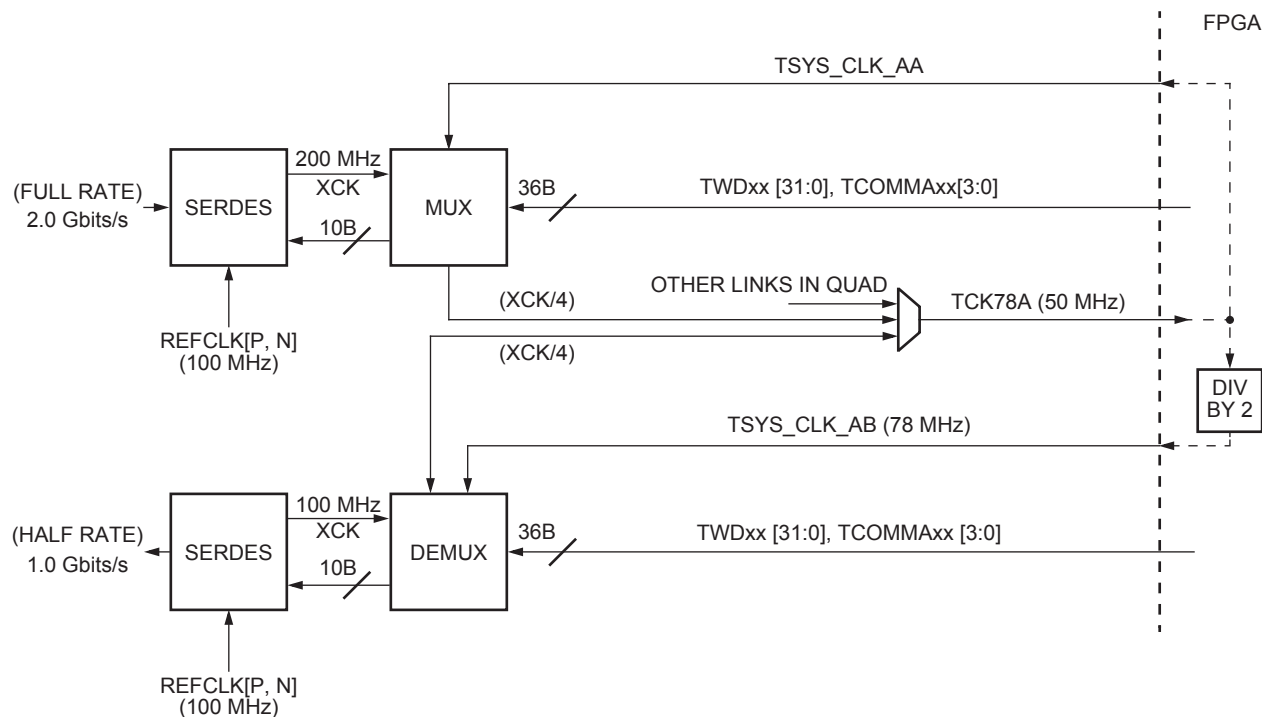 FPGA
TSYS_CLK_AA
200 MHz
XCK
(FULL RATE)
2.0 Gbits/s
SERDES
MUX
36B
TWDxx [31:0], TCOMMAxx[3:0]
10B
OTHER LINKS IN QUAD
(XCK/4)
TCK78A (50 MHz)
REFCLK[P, N]
(100 MHz)
(XCK/4)
DIV
BY 2
TSYS_CLK_AB (78 MHz)
100 MHz
XCK
(HALF RATE)
1.0 Gbits/s
SERDES
DEMUX
36B
TWDxx [31:0], TCOMMAxx [3:0]
10B
REFCLK[P, N]
(100 MHz)